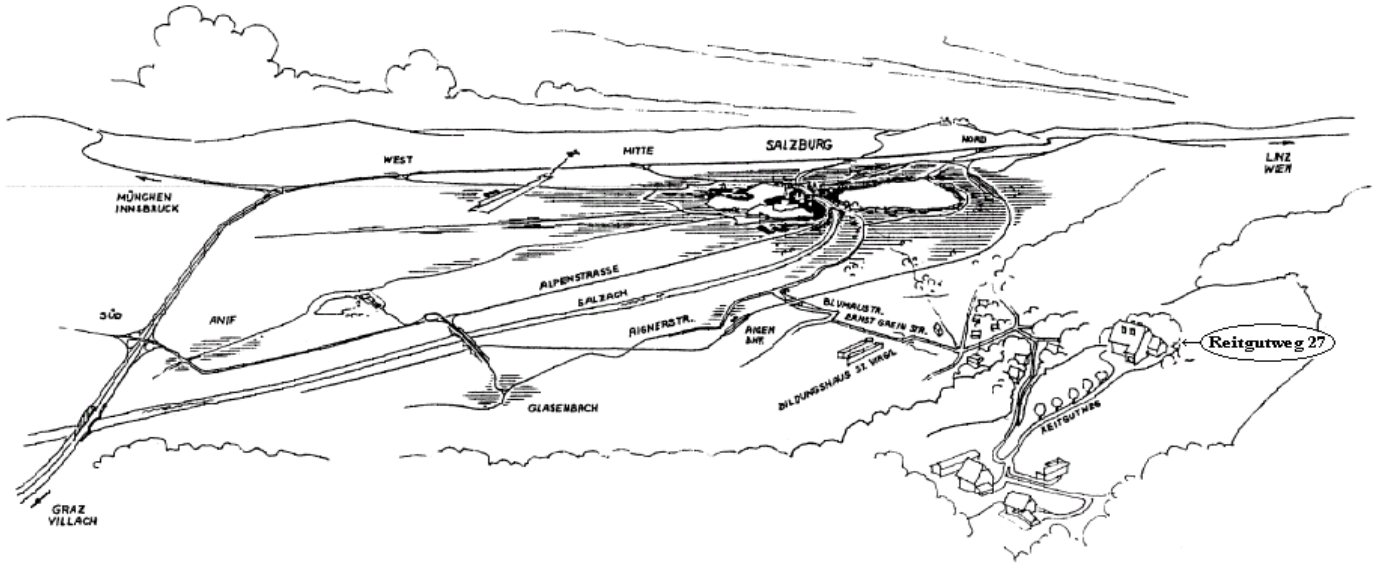 SALZBURG
NORD
MITTE
WEST
LINZ
WIEN
MÜNCHEN
INNSBRUCK
ALPENSTRASSE
SALZACH
SÜD
ANIF
BLUMAUSTR.
ERNST GREIN STR.
AIGNERSTR.
AIGEN
BHF.
Reitgutweg 27
BILDUNGSHAUS ST. VIRGIL
GLASENBACH
REITGUTWEG
GRAZ
VILLACH